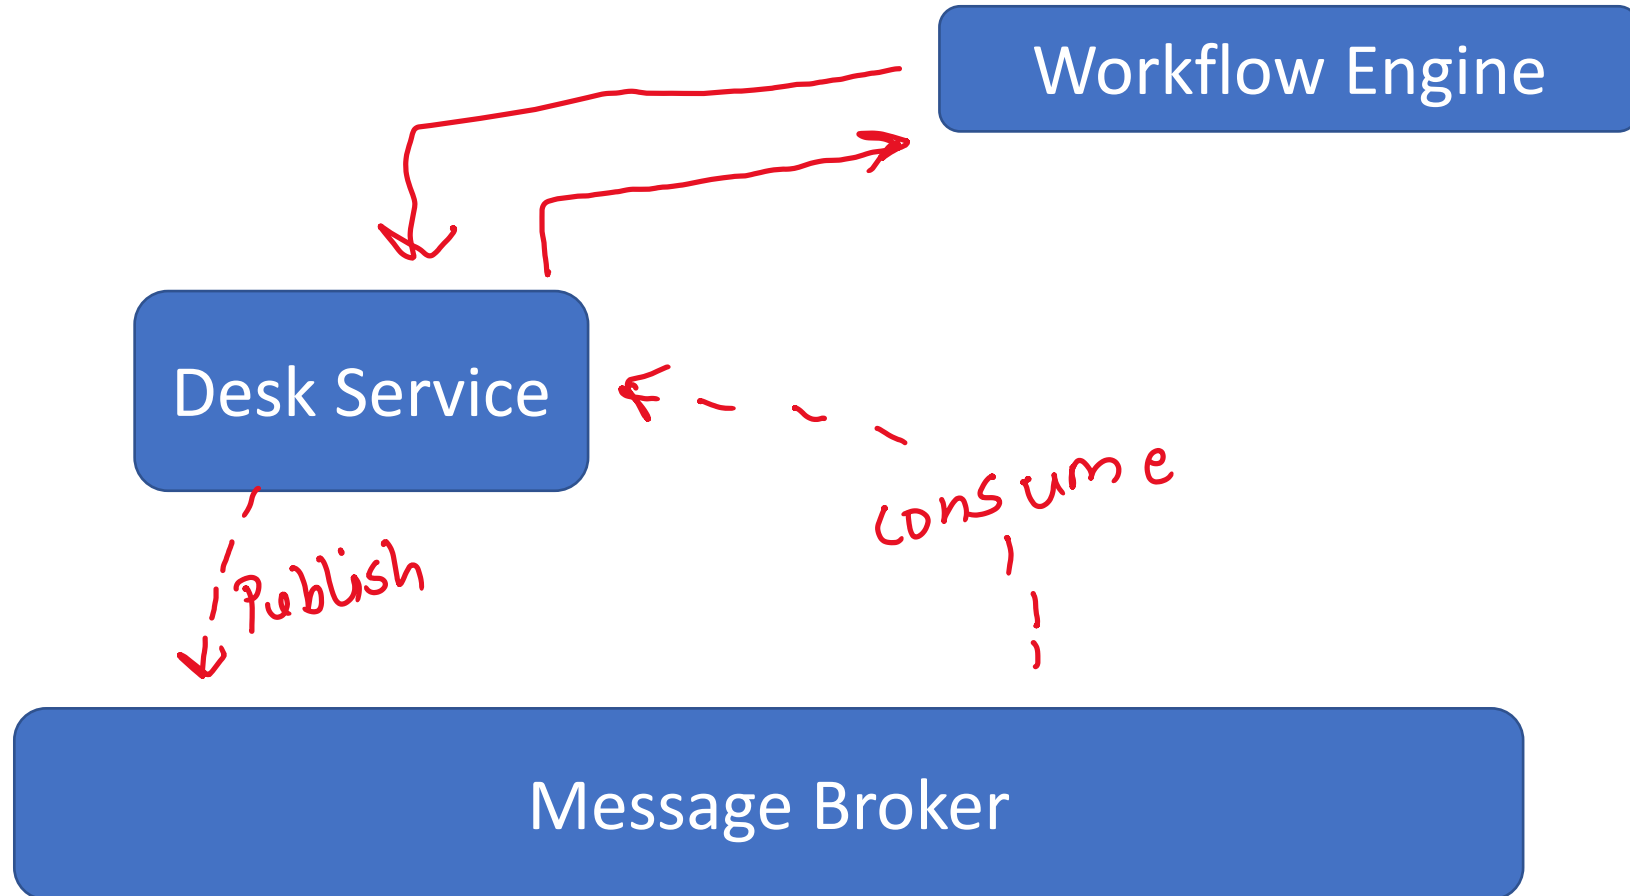 Workflow Engine
Desk Service
consume
Publish
Message Broker